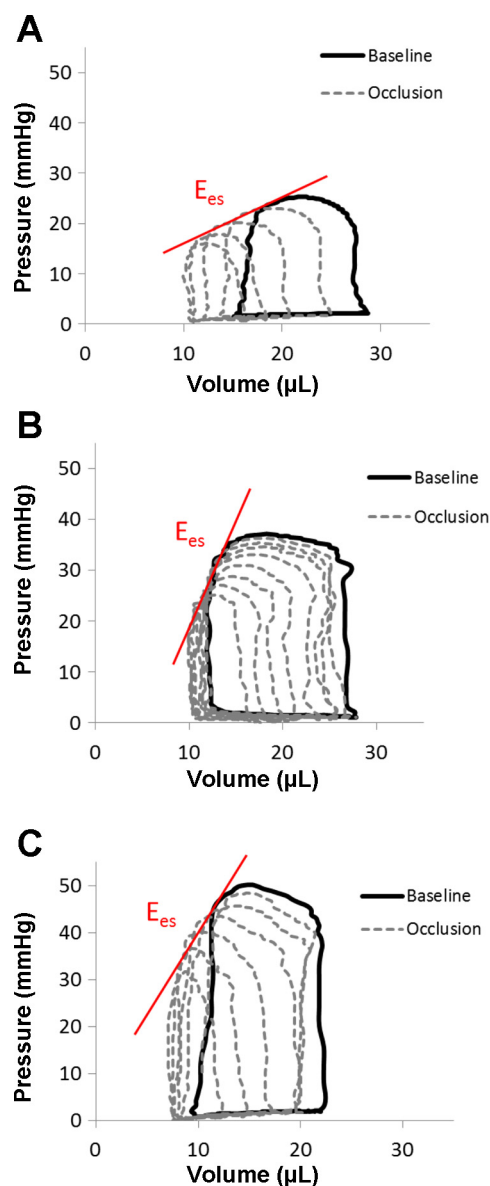 A
Baseline
Occlusion
50
40
30
20
10
0
Pressure (mmHg)
Ees
0 10 20 30
Volume (µL)
B
Baseline
Occlusion
50
40
30
20
10
0
Pressure (mmHg)
Ees
0 10 20 30
Volume (µL)
C
Baseline
Occlusion
50
40
30
20
10
0
Pressure (mmHg)
Ees
0 10 20 30
Volume (µL)